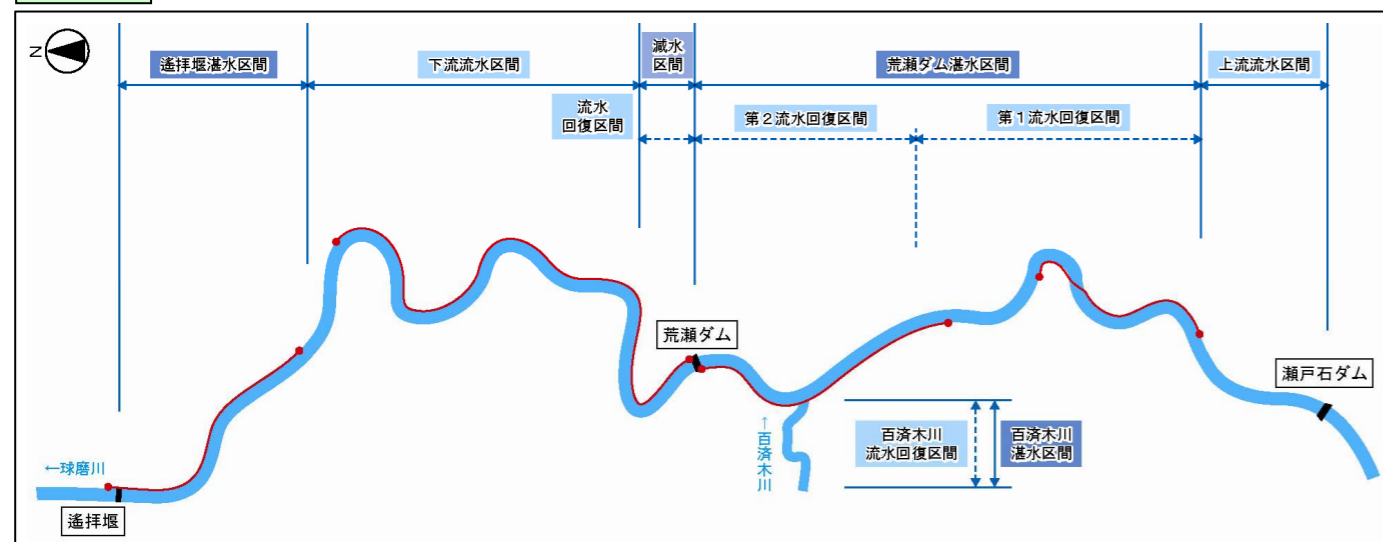 N
遙拝堰湛水区間
下流流水区間
減水
区間
荒瀬ダム湛水区間
上流流水区間
流水
回復区間
第2流水回復区間
第1流水回復区間
荒瀬ダム
瀬戸石ダム
↑百済木川
百済木川
流水回復区間
百済木川
湛水区間
←球磨川
遙拝堰